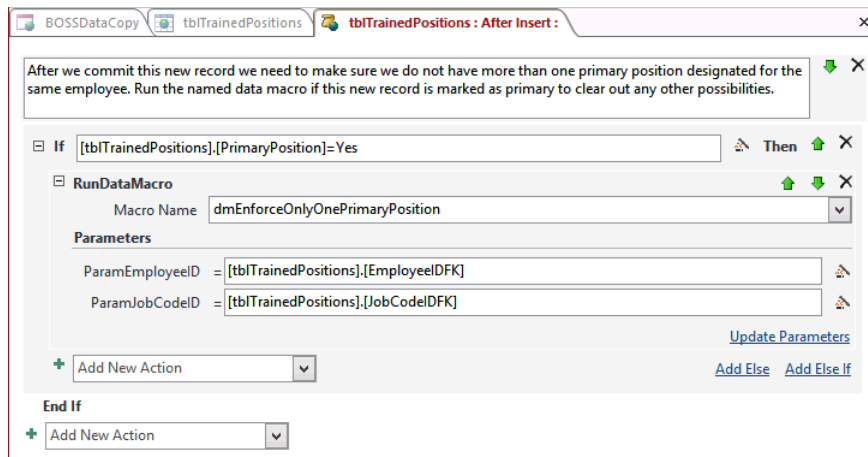 BOSSDataCopy tblTrainedPositions tblTrainedPositions : After Insert :
After we commit this new record we need to make sure we do not have more than one primary position designated for the
same employee. Run the named data macro if this new record is marked as primary to clear out any other possibilities.
If [tblTrainedPositions].[PrimaryPosition]=Yes Then
RunDataMacro
Macro Name dmEnforceOnlyOnePrimaryPosition
Parameters
ParamEmployeeID = [tblTrainedPositions].[EmployeeIDFK]
ParamJobCodeID = [tblTrainedPositions].[JobCodeIDFK]
Update Parameters
Add New Action Add Else Add Else If
End If
Add New Action